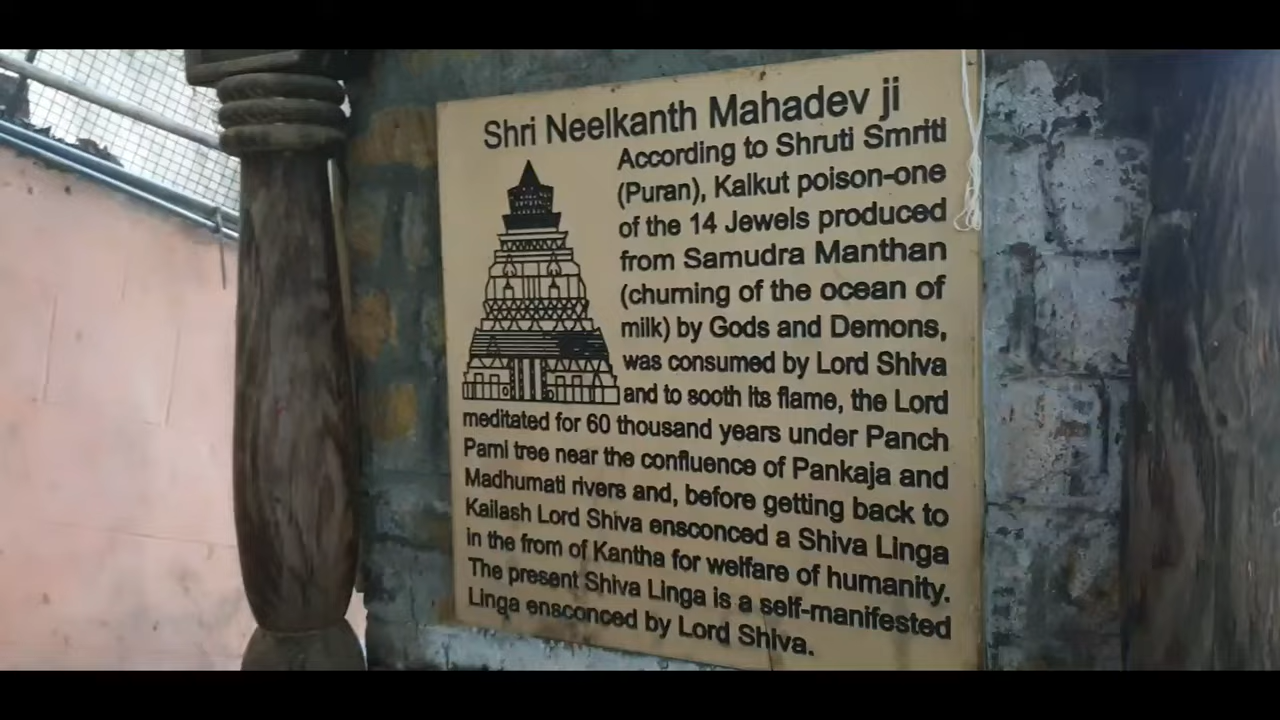 Shri Neelkanth Mahadev ji
According to Shruti Smriti
(Puran), Kalkut poison-one
of the 14 Jewels produced
from Samudra Manthan
(churning of the ocean of
milk) by Gods and Demons,
was consumed by Lord Shiva
and to sooth its flame, the Lord
meditated for 60 thousand years under Panch
Parni tree near the confluence of Pankaja and
Madhumati rivers and, before getting back to
Kailash Lord Shiva ensconced a Shiva Linga
in the from of Kantha for welfare of humanity.
The present Shiva Linga is a self-manifested
Linga ensconced by Lord Shiva.